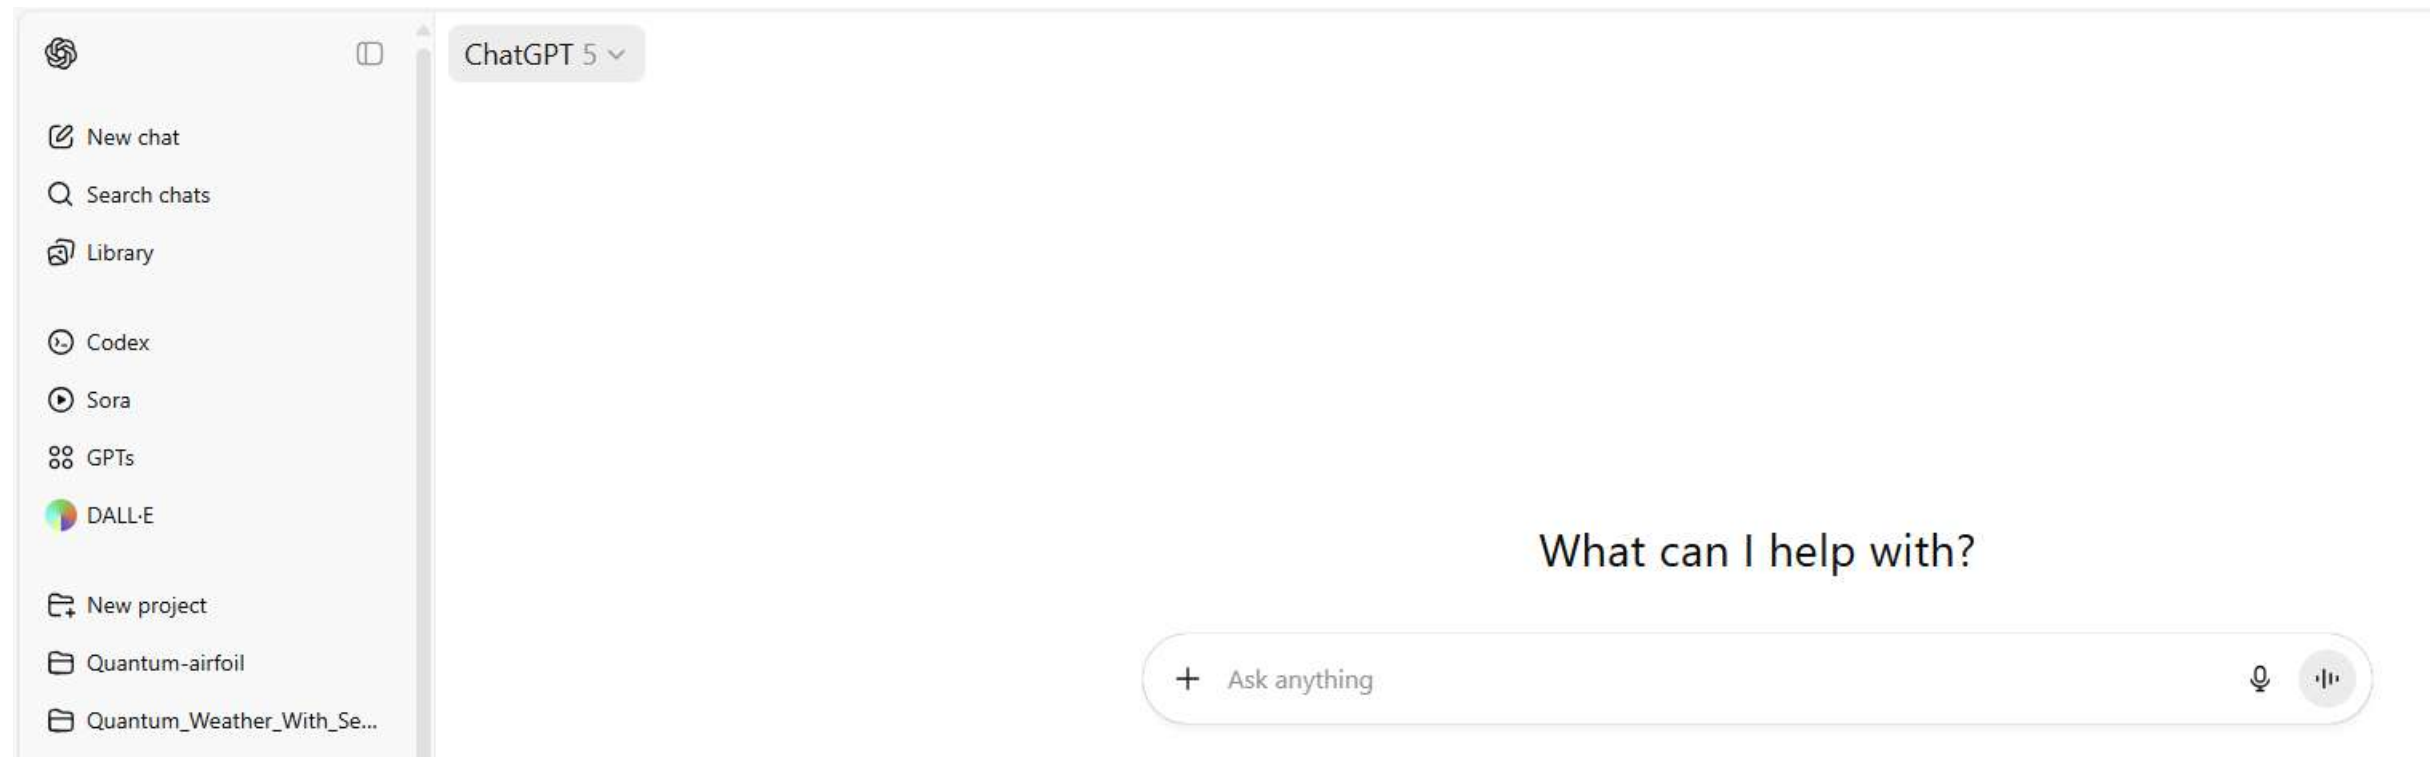 ChatGPT 5
New chat
Search chats
Library
Codex
Sora
GPTs
DALL·E
New project
Quantum-airfoil
Quantum_Weather_With_Se...
What can I help with?
Ask anything